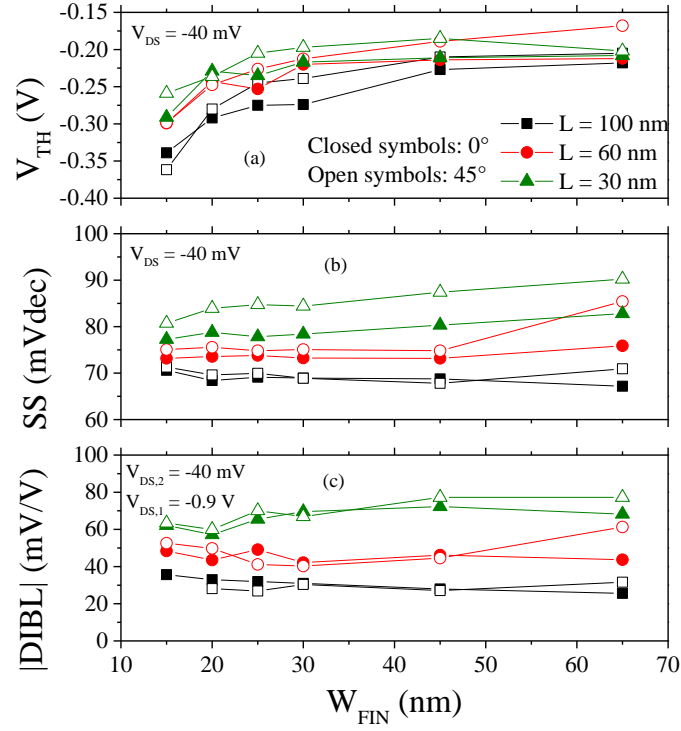 -0.15
V_DS = -40 mV
-0.20
-0.25
V_TH (V)
-0.30
L = 100 nm
Closed symbols: 0°
L = 60 nm
-0.35
(a)
Open symbols: 45°
L = 30 nm
-0.40
100
V_DS = -40 mV
(b)
90
80
SS (mVdec)
70
60
100
V_DS,2 = -40 mV
(c)
80
V_DS,1 = -0.9 V
60
|DIBL| (mV/V)
40
20
0
10 20 30 40 50 60 70
W_FIN (nm)